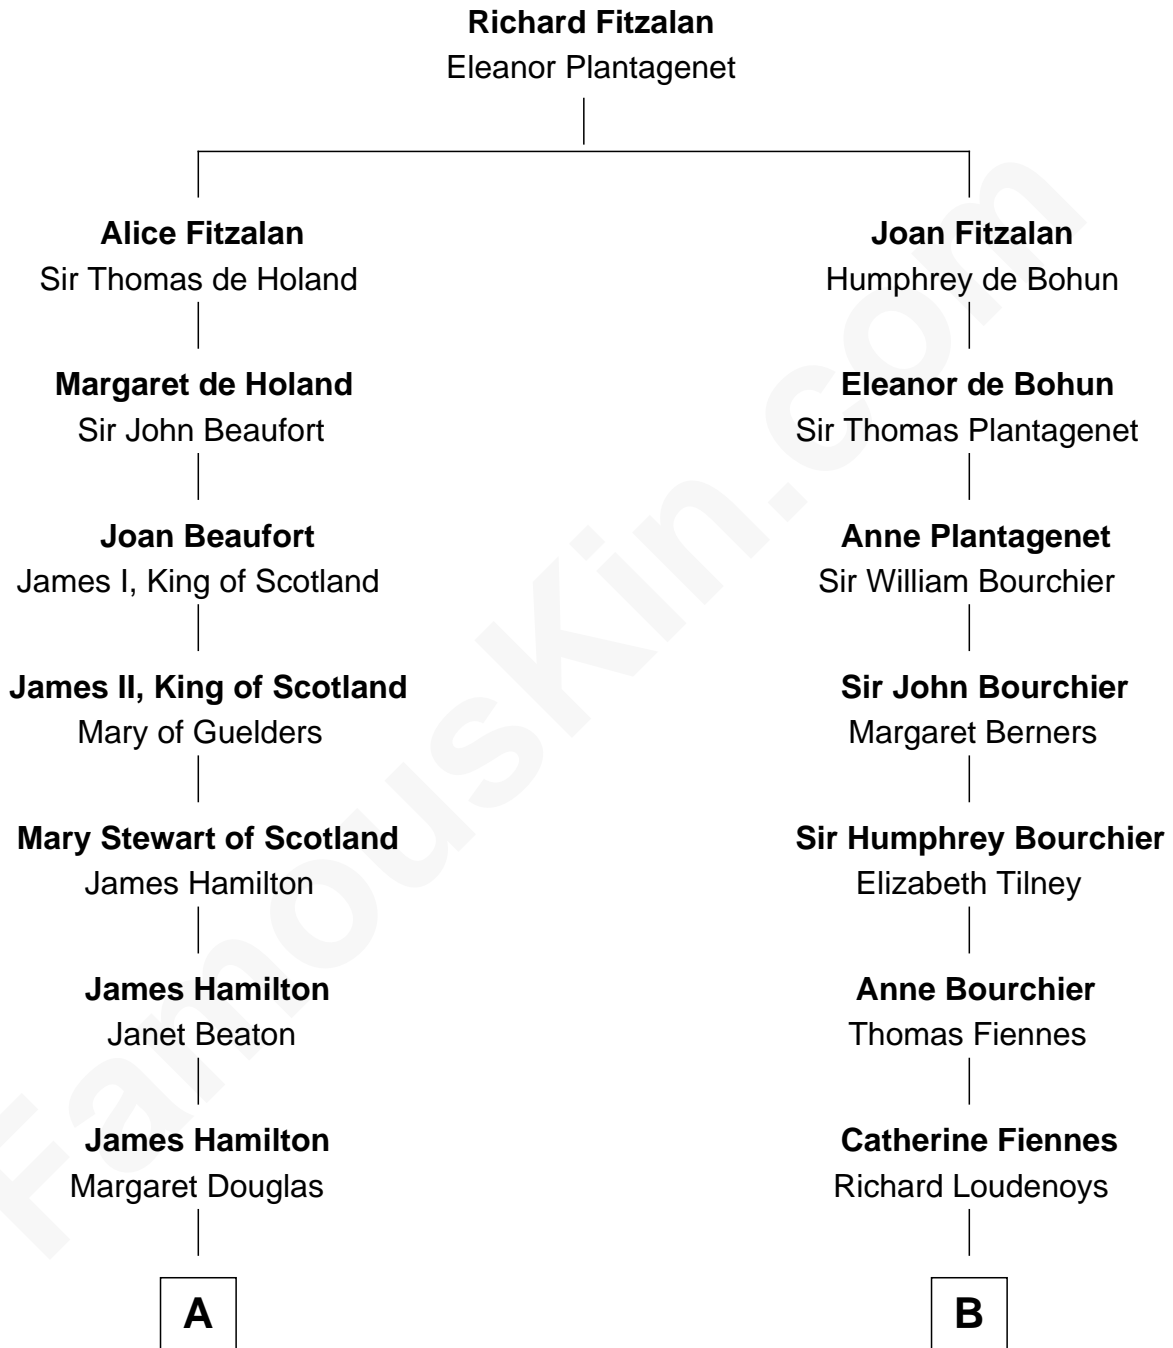 Richard Fitzalan
Eleanor Plantagenet
Alice Fitzalan
Sir Thomas de Holand
Joan Fitzalan
Humphrey de Bohun
Margaret de Holand
Sir John Beaufort
Eleanor de Bohun
Sir Thomas Plantagenet
Joan Beaufort
James I, King of Scotland
Anne Plantagenet
Sir William Bourchier
James II, King of Scotland
Mary of Guelders
Sir John Bourchier
Margaret Berners
Mary Stewart of Scotland
James Hamilton
Sir Humphrey Bourchier
Elizabeth Tilney
James Hamilton
Janet Beaton
Anne Bourchier
Thomas Fiennes
James Hamilton
Margaret Douglas
Catherine Fiennes
Richard Loudenoys
A
B
FamousKin.com